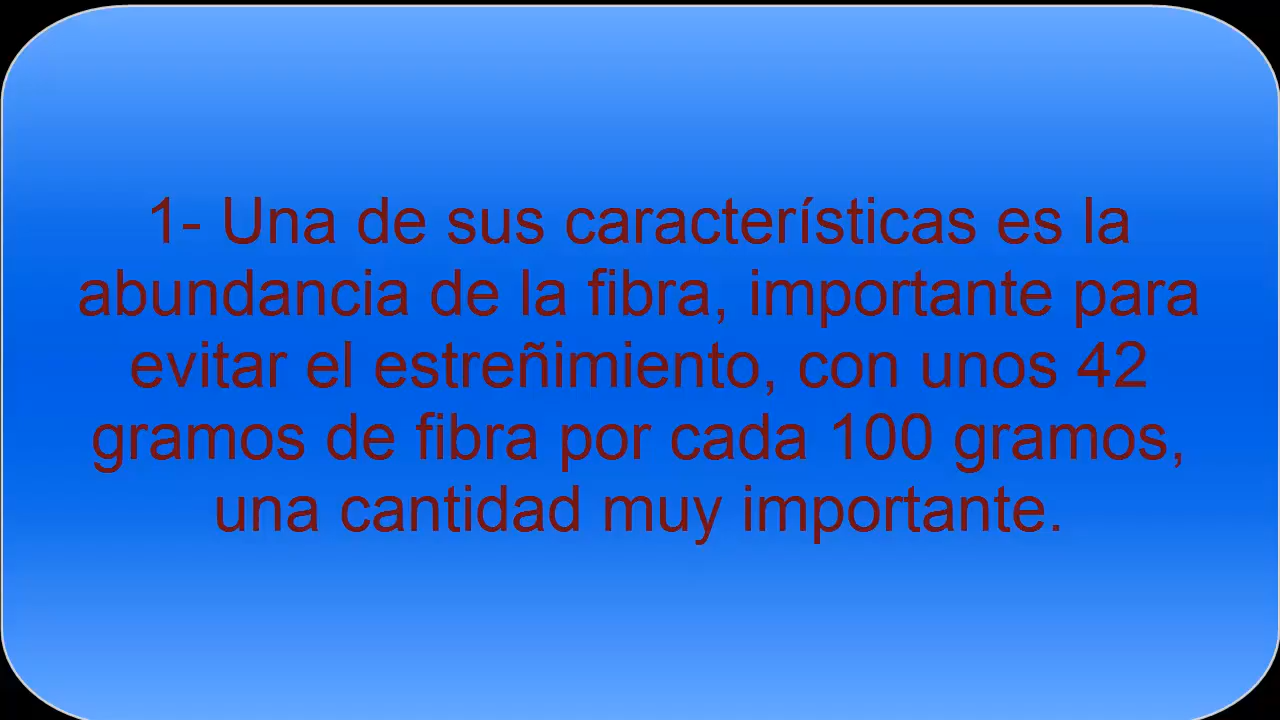 1- Una de sus características es la
abundancia de la fibra, importante para
evitar el estreñimiento, con unos 42
gramos de fibra por cada 100 gramos,
una cantidad muy importante.